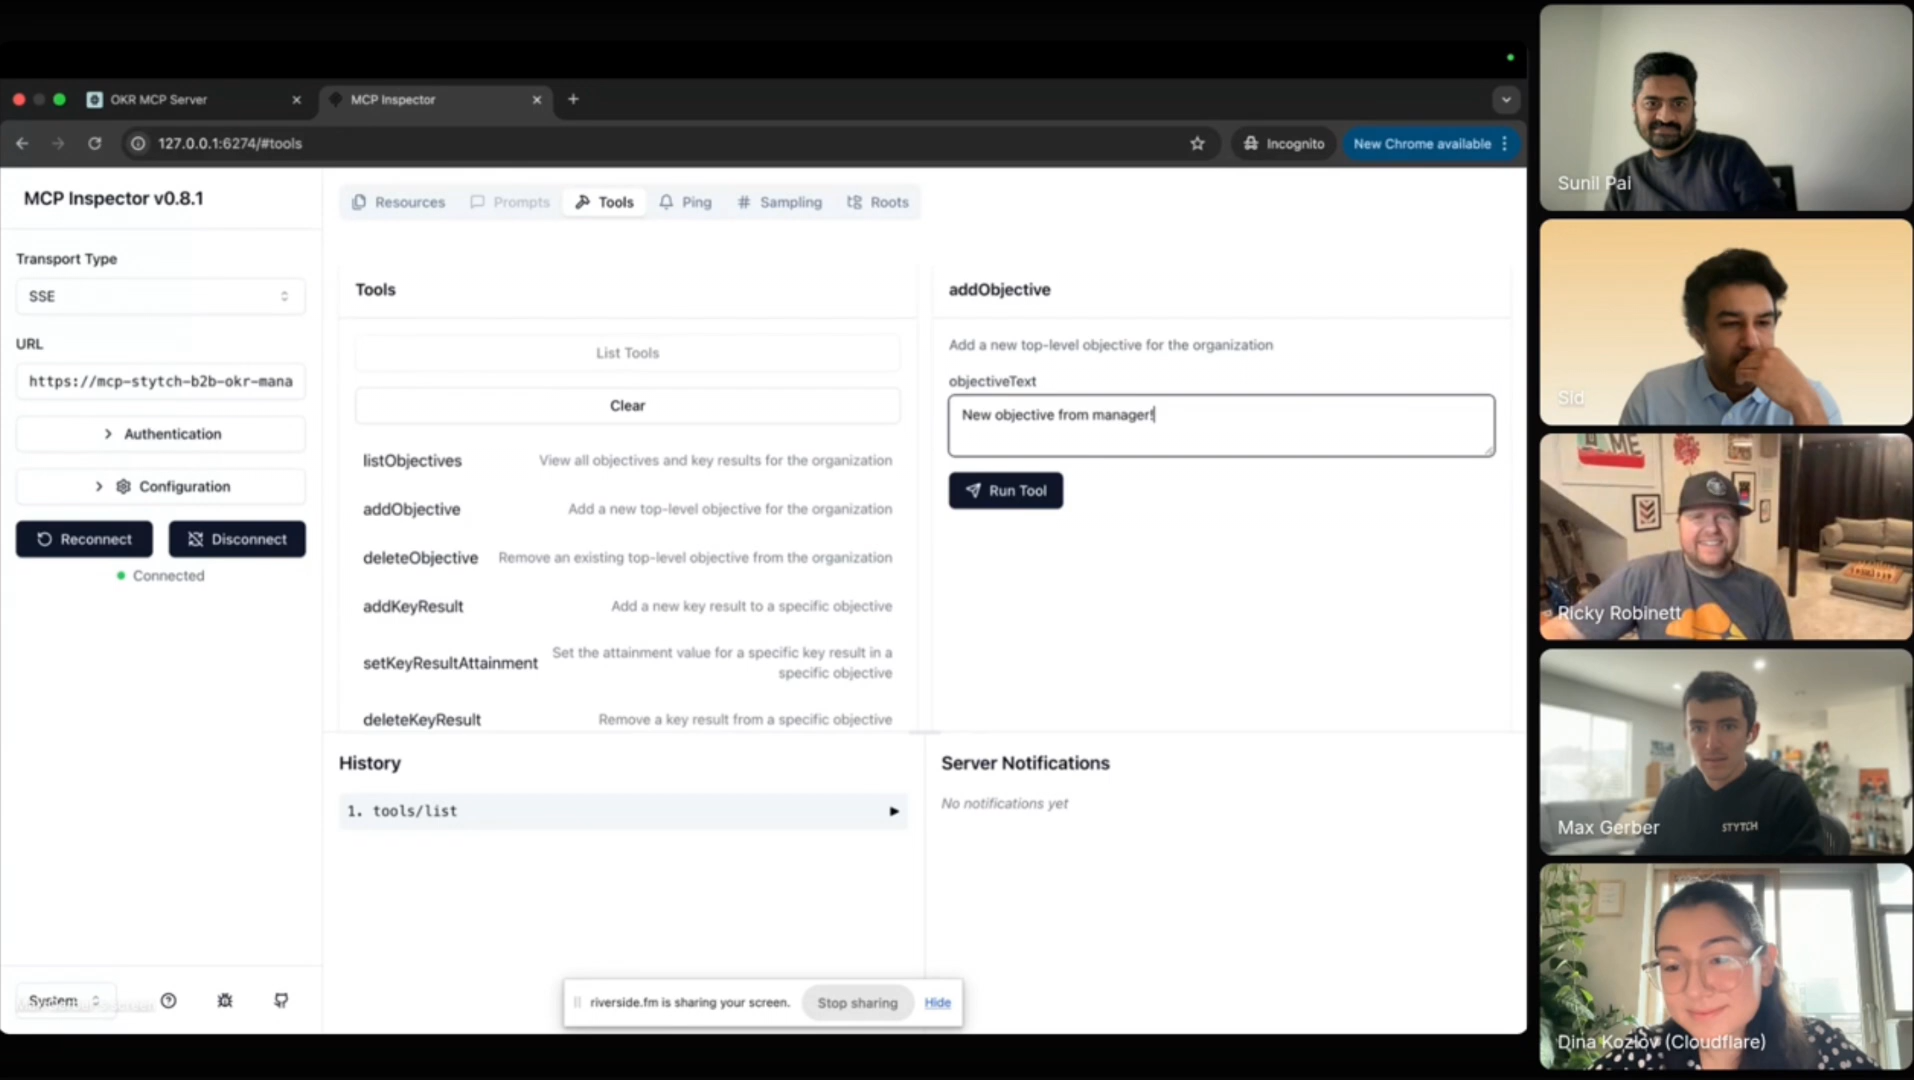 OKR MCP Server
MCP Inspector
127.0.0.1:6274/#tools
Incognito
New Chrome available
MCP Inspector v0.8.1
Transport Type
SSE
URL
https://mcp-stytch-b2b-okr-mana
Authentication
Configuration
Reconnect
Disconnect
Connected
System
Resources
Prompts
Tools
Ping
Sampling
Roots
Tools
List Tools
Clear
listObjectives View all objectives and key results for the organization
addObjective Add a new top-level objective for the organization
deleteObjective Remove an existing top-level objective from the organization
addKeyResult Add a new key result to a specific objective
setKeyResultAttainment Set the attainment value for a specific key result in a
specific objective
deleteKeyResult Remove a key result from a specific objective
addObjective
Add a new top-level objective for the organization
objectiveText
New objective from manager!
Run Tool
History
1. tools/list
Server Notifications
No notifications yet
riverside.fm is sharing your screen.
Stop sharing
Hide
Sunil Pai
Sid
Ricky Robinett
Max Gerber
STYTCH
Dina Kozlov (Cloudflare)